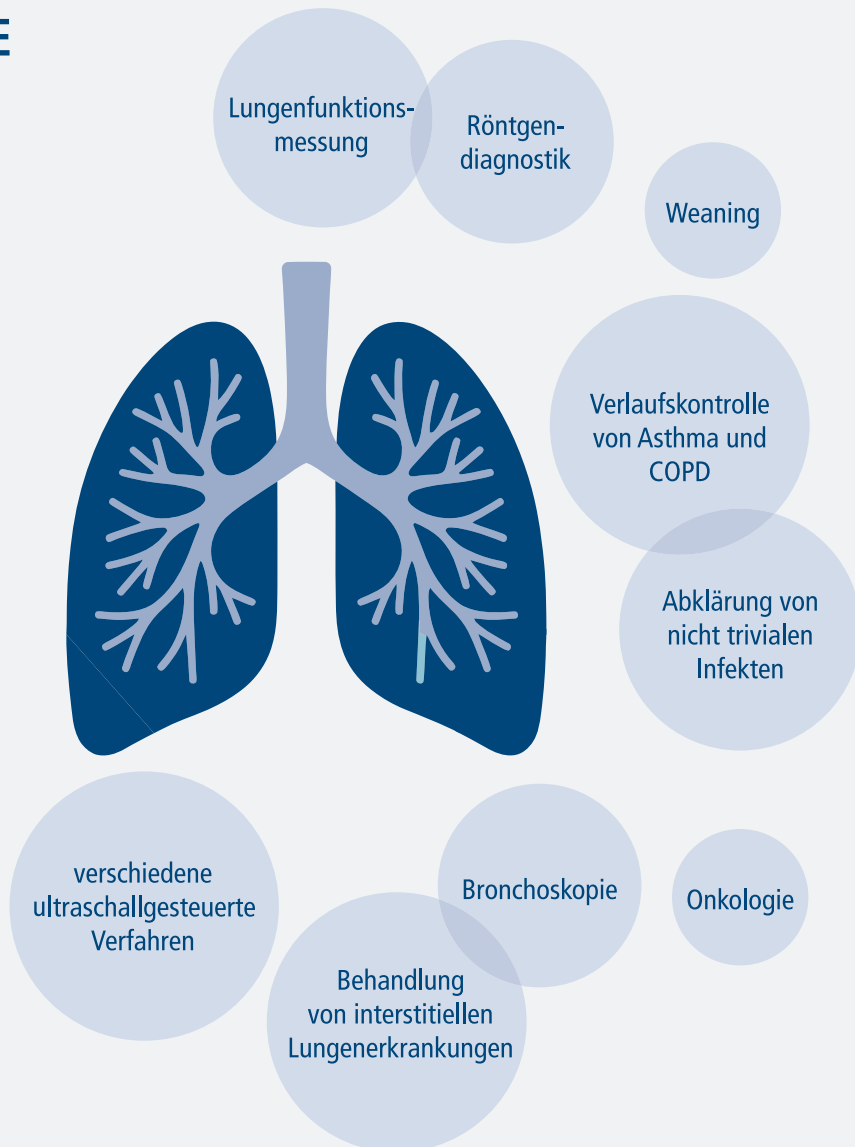 E
Lungenfunktions-
messung
Röntgen-
diagnostik
Weaning
Verlaufskontrolle
von Asthma und
COPD
Abklärung von
nicht trivialen
Infekten
verschiedene
ultraschallgesteuerte
Verfahren
Bronchoskopie
Onkologie
Behandlung
von interstitiellen
Lungenerkrankungen